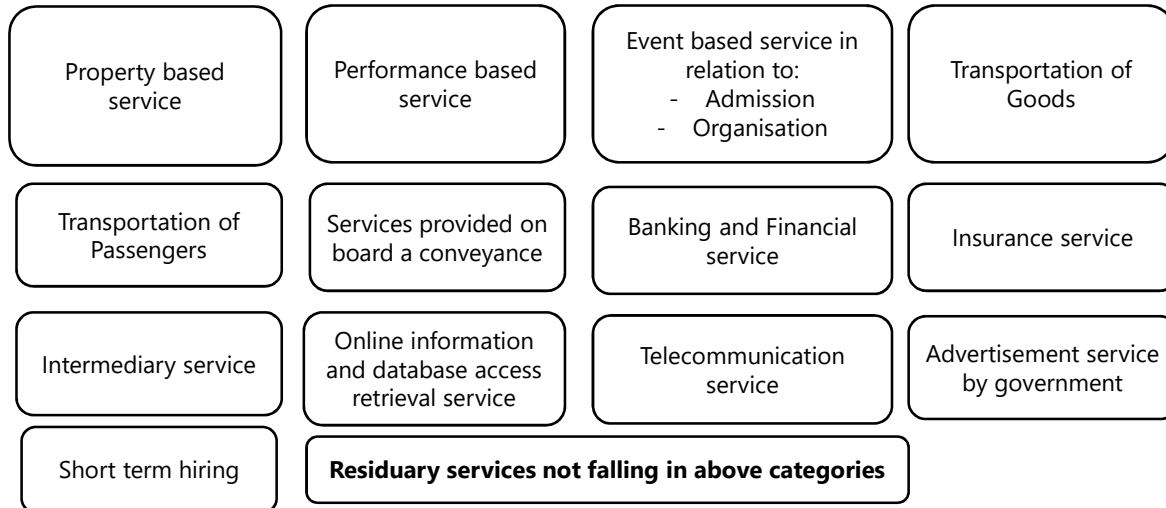 Property based
service
Performance based
service
Event based service in
relation to:
- Admission
- Organisation
Transportation of
Goods
Transportation of
Passengers
Services provided on
board a conveyance
Banking and Financial
service
Insurance service
Intermediary service
Online information
and database access
retrieval service
Telecommunication
service
Advertisement service
by government
Short term hiring
Residuary services not falling in above categories